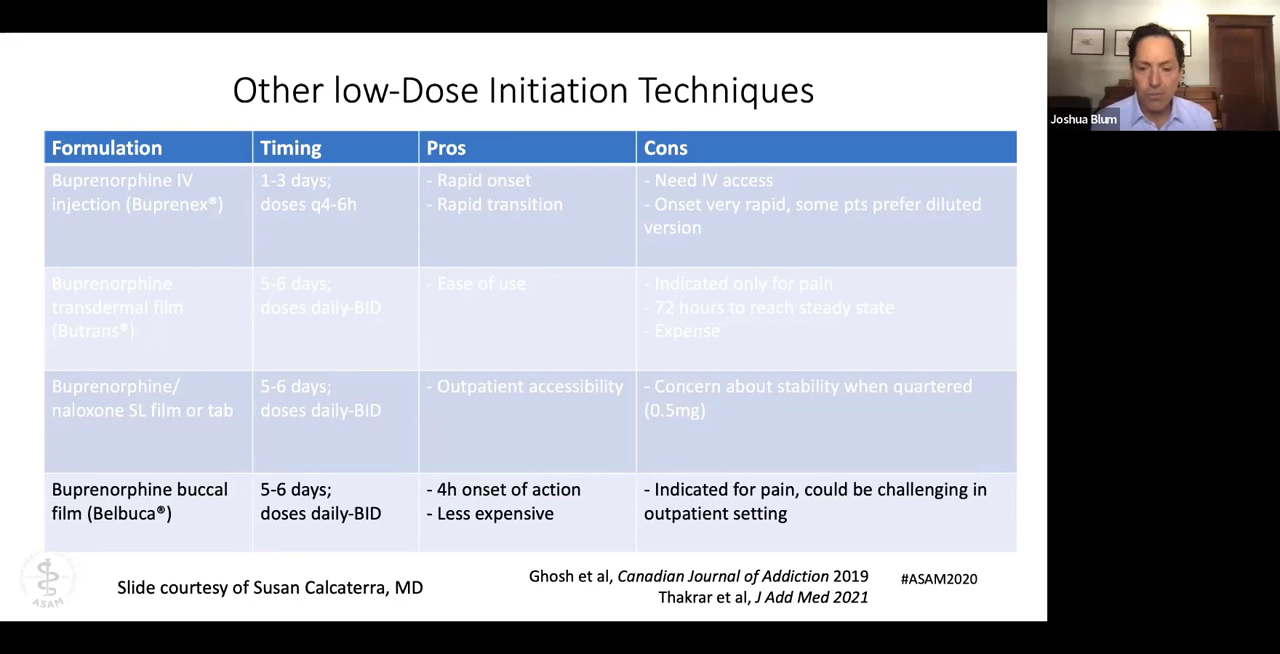 Other low-Dose Initiation Techniques
Formulation Timing Pros Cons
Buprenorphine IV
injection (Buprenex®)
1-3 days;
doses q4-6h
- Rapid onset
- Rapid transition
- Need IV access
- Onset very rapid, some pts prefer diluted
version
Buprenorphine
transdermal film
(Butrans®)
5-6 days;
doses daily-BID
- Ease of use
- Indicated only for pain
- 72 hours to reach steady state
- Expense
Buprenorphine/
naloxone SL film or tab
5-6 days;
doses daily-BID
- Outpatient accessibility
- Concern about stability when quartered
(0.5mg)
Buprenorphine buccal
film (Belbuca®)
5-6 days;
doses daily-BID
- 4h onset of action
- Less expensive
- Indicated for pain, could be challenging in
outpatient setting
ASAM
Slide courtesy of Susan Calcaterra, MD
Ghosh et al, Canadian Journal of Addiction 2019
Thakrar et al, J Add Med 2021
#ASAM2020
Joshua Blum